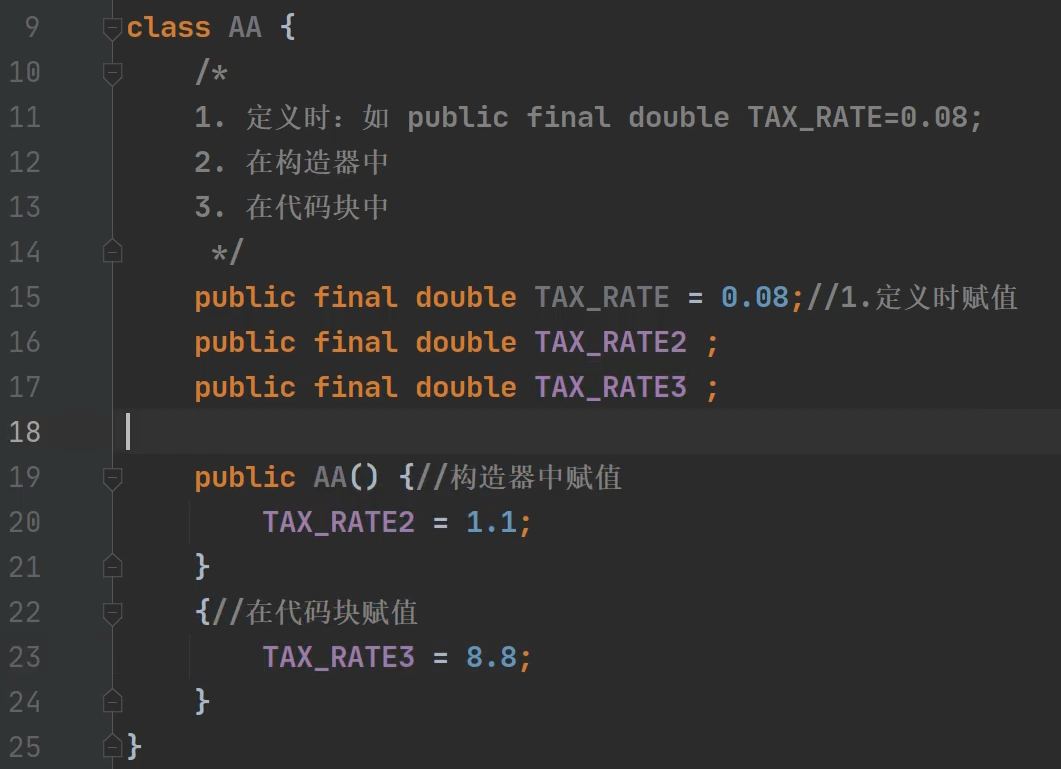 9 class AA {
10 /*
11 1. 定义时：如 public final double TAX_RATE=0.08;
12 2. 在构造器中
13 3. 在代码块中
14 */
15 public final double TAX_RATE = 0.08;//1.定义时赋值
16 public final double TAX_RATE2 ;
17 public final double TAX_RATE3 ;
18
19 public AA() {//构造器中赋值
20 TAX_RATE2 = 1.1;
21 }
22 {//在代码块赋值
23 TAX_RATE3 = 8.8;
24 }
25 }